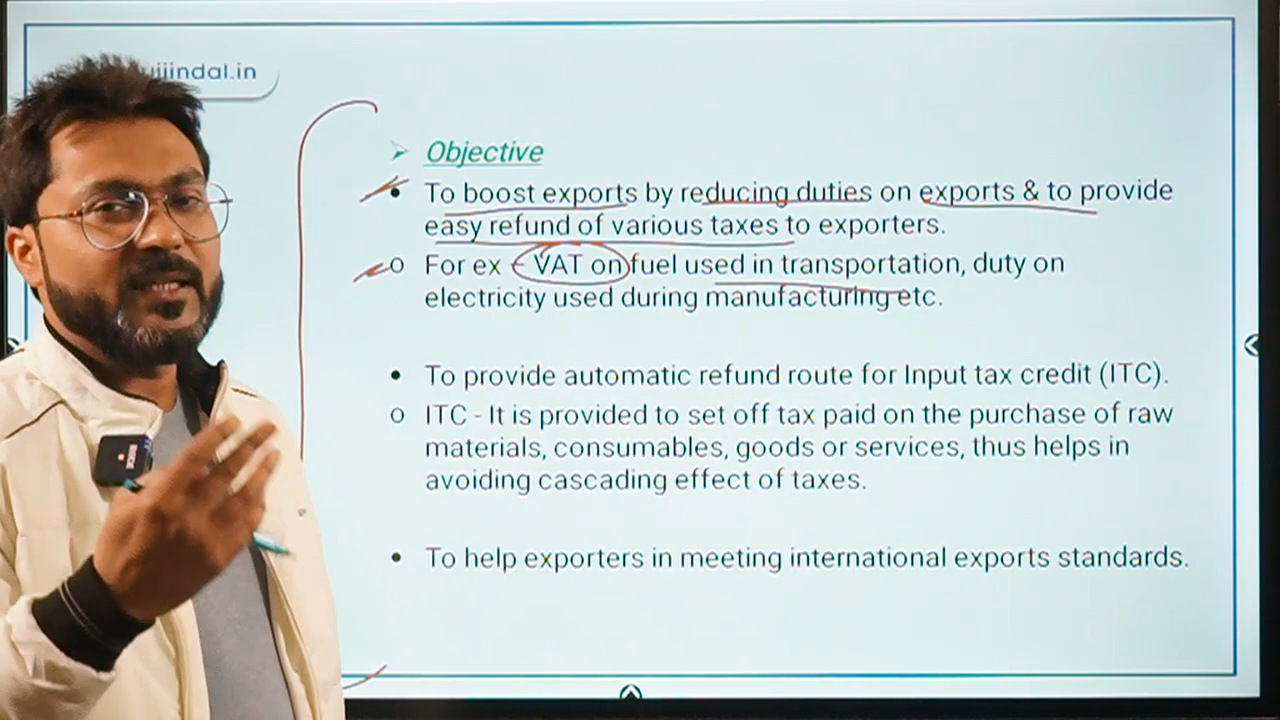 jindal.in
Objective
To boost exports by reducing duties on exports & to provide
easy refund of various taxes to exporters.
For ex - VAT on fuel used in transportation, duty on
electricity used during manufacturing etc.
To provide automatic refund route for Input tax credit (ITC).
ITC - It is provided to set off tax paid on the purchase of raw
materials, consumables, goods or services, thus helps in
avoiding cascading effect of taxes.
To help exporters in meeting international exports standards.